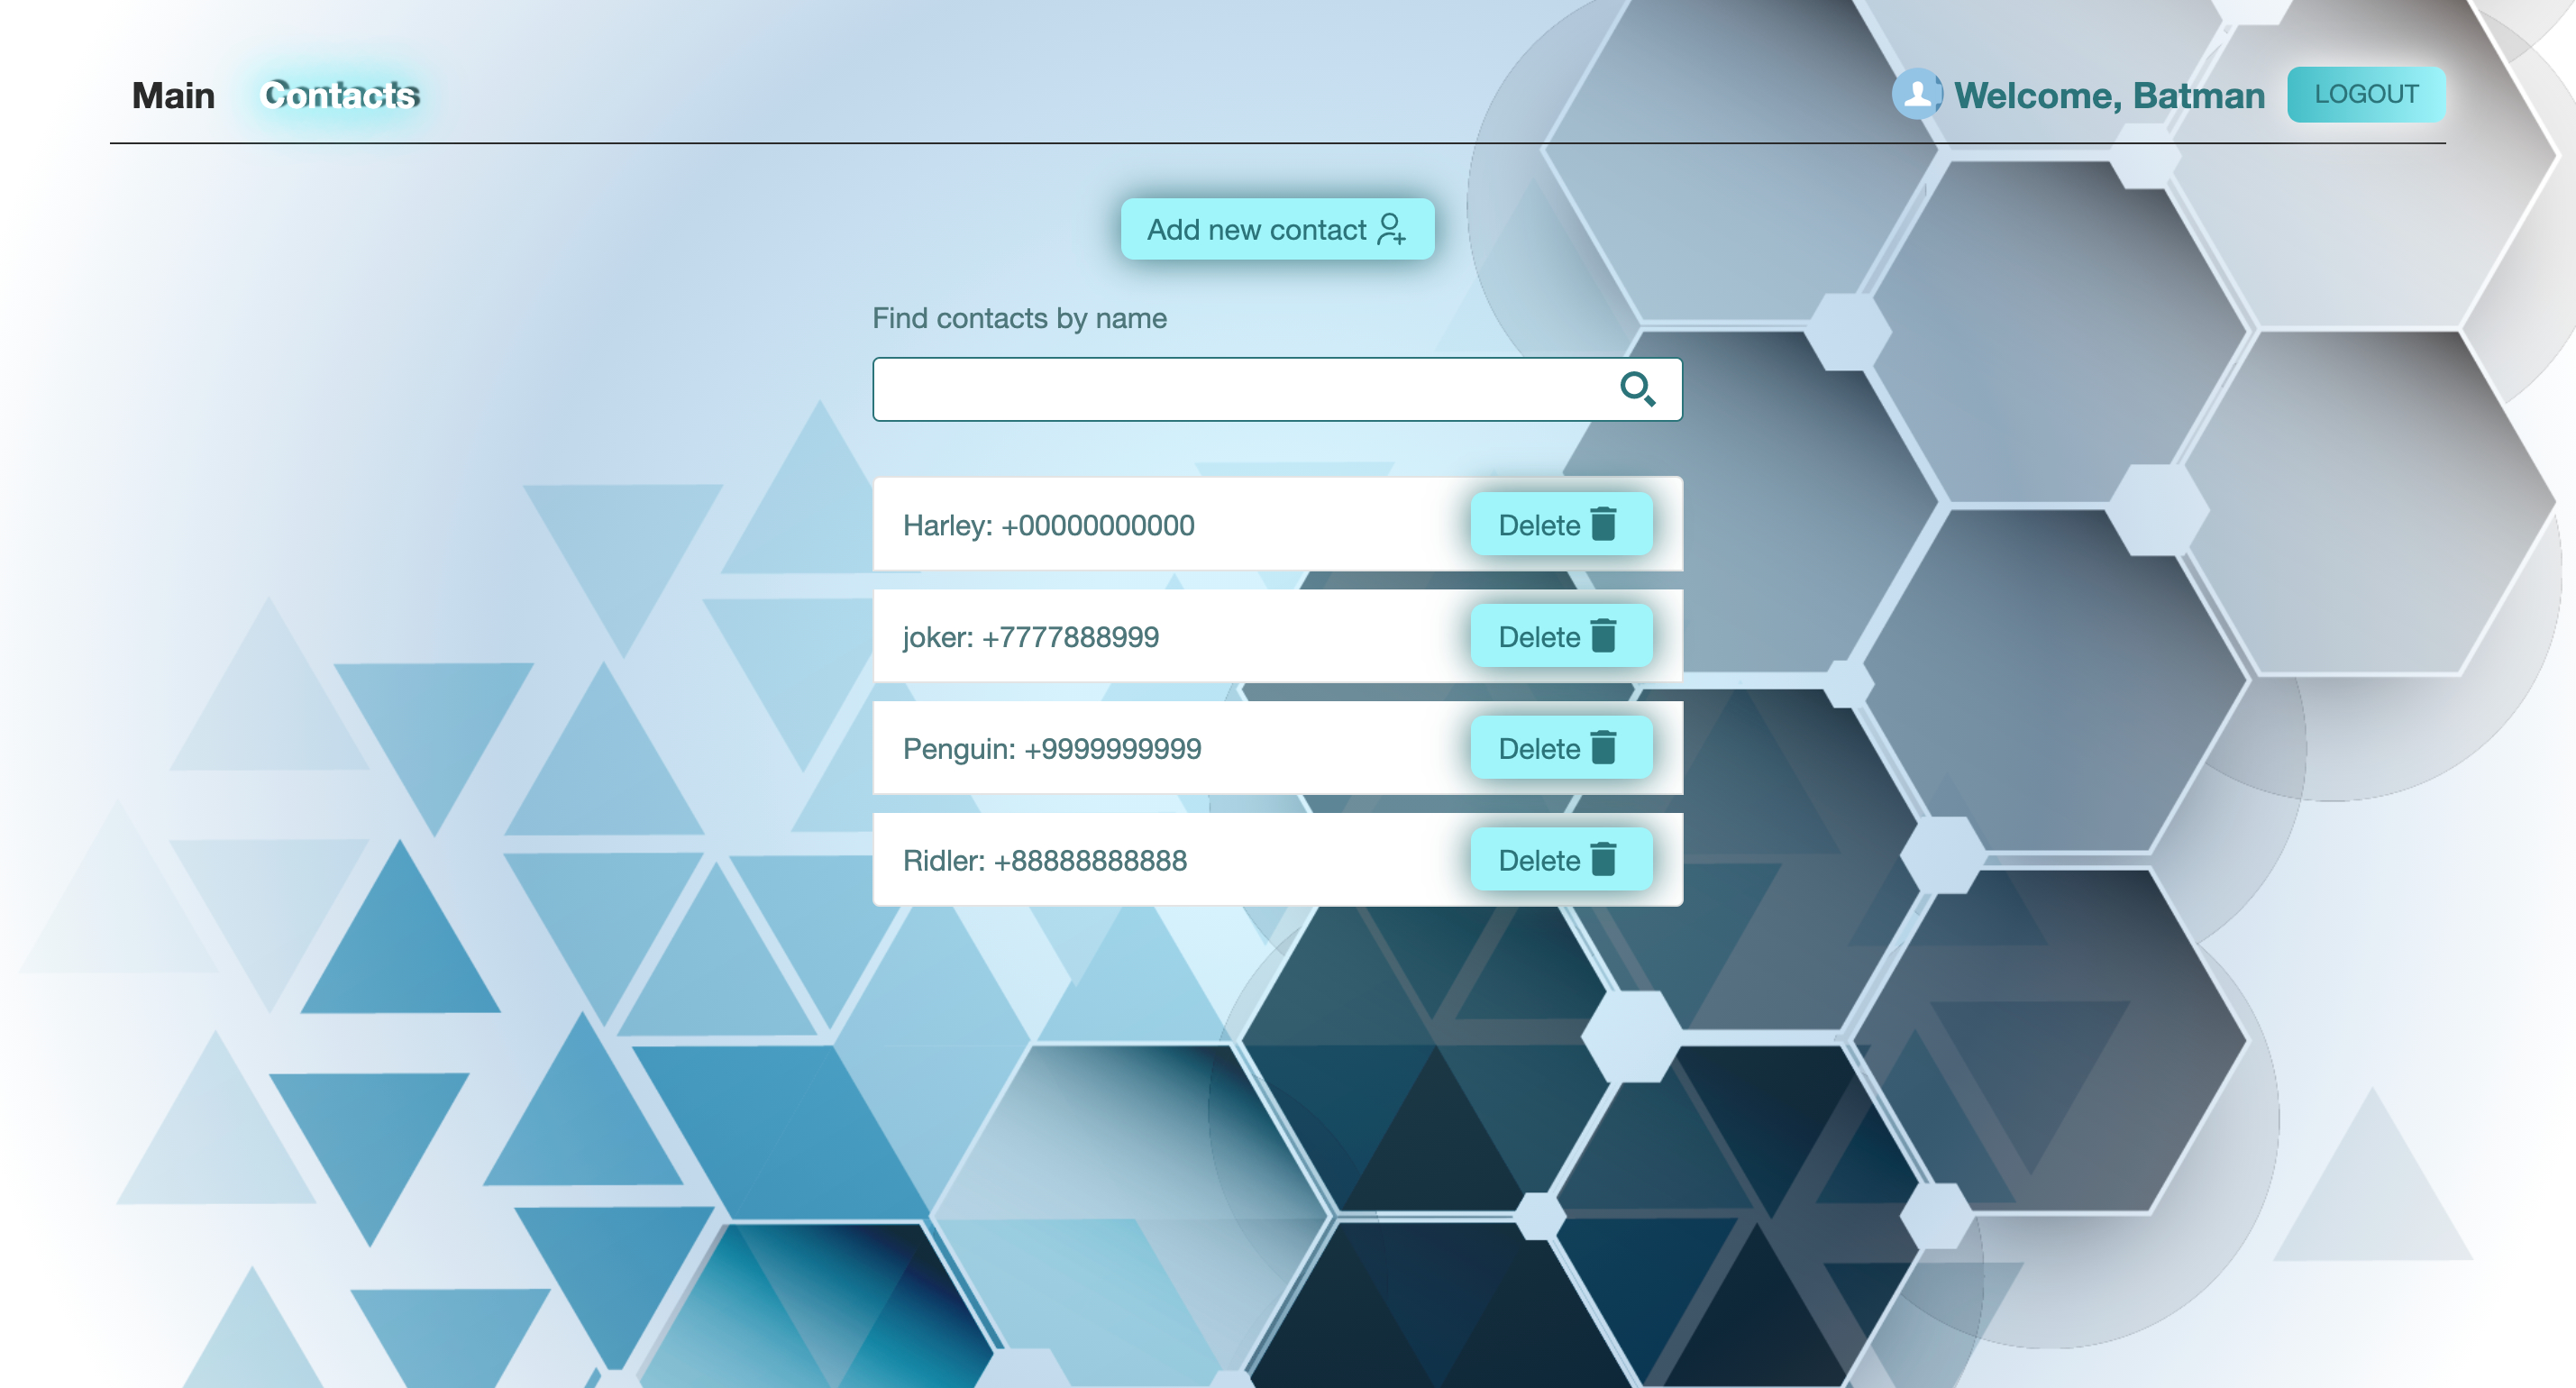 Main Contacts Welcome, Batman LOGOUT
Add new contact
Find contacts by name
Harley: +00000000000 Delete
joker: +7777888999 Delete
Penguin: +9999999999 Delete
Ridler: +88888888888 Delete